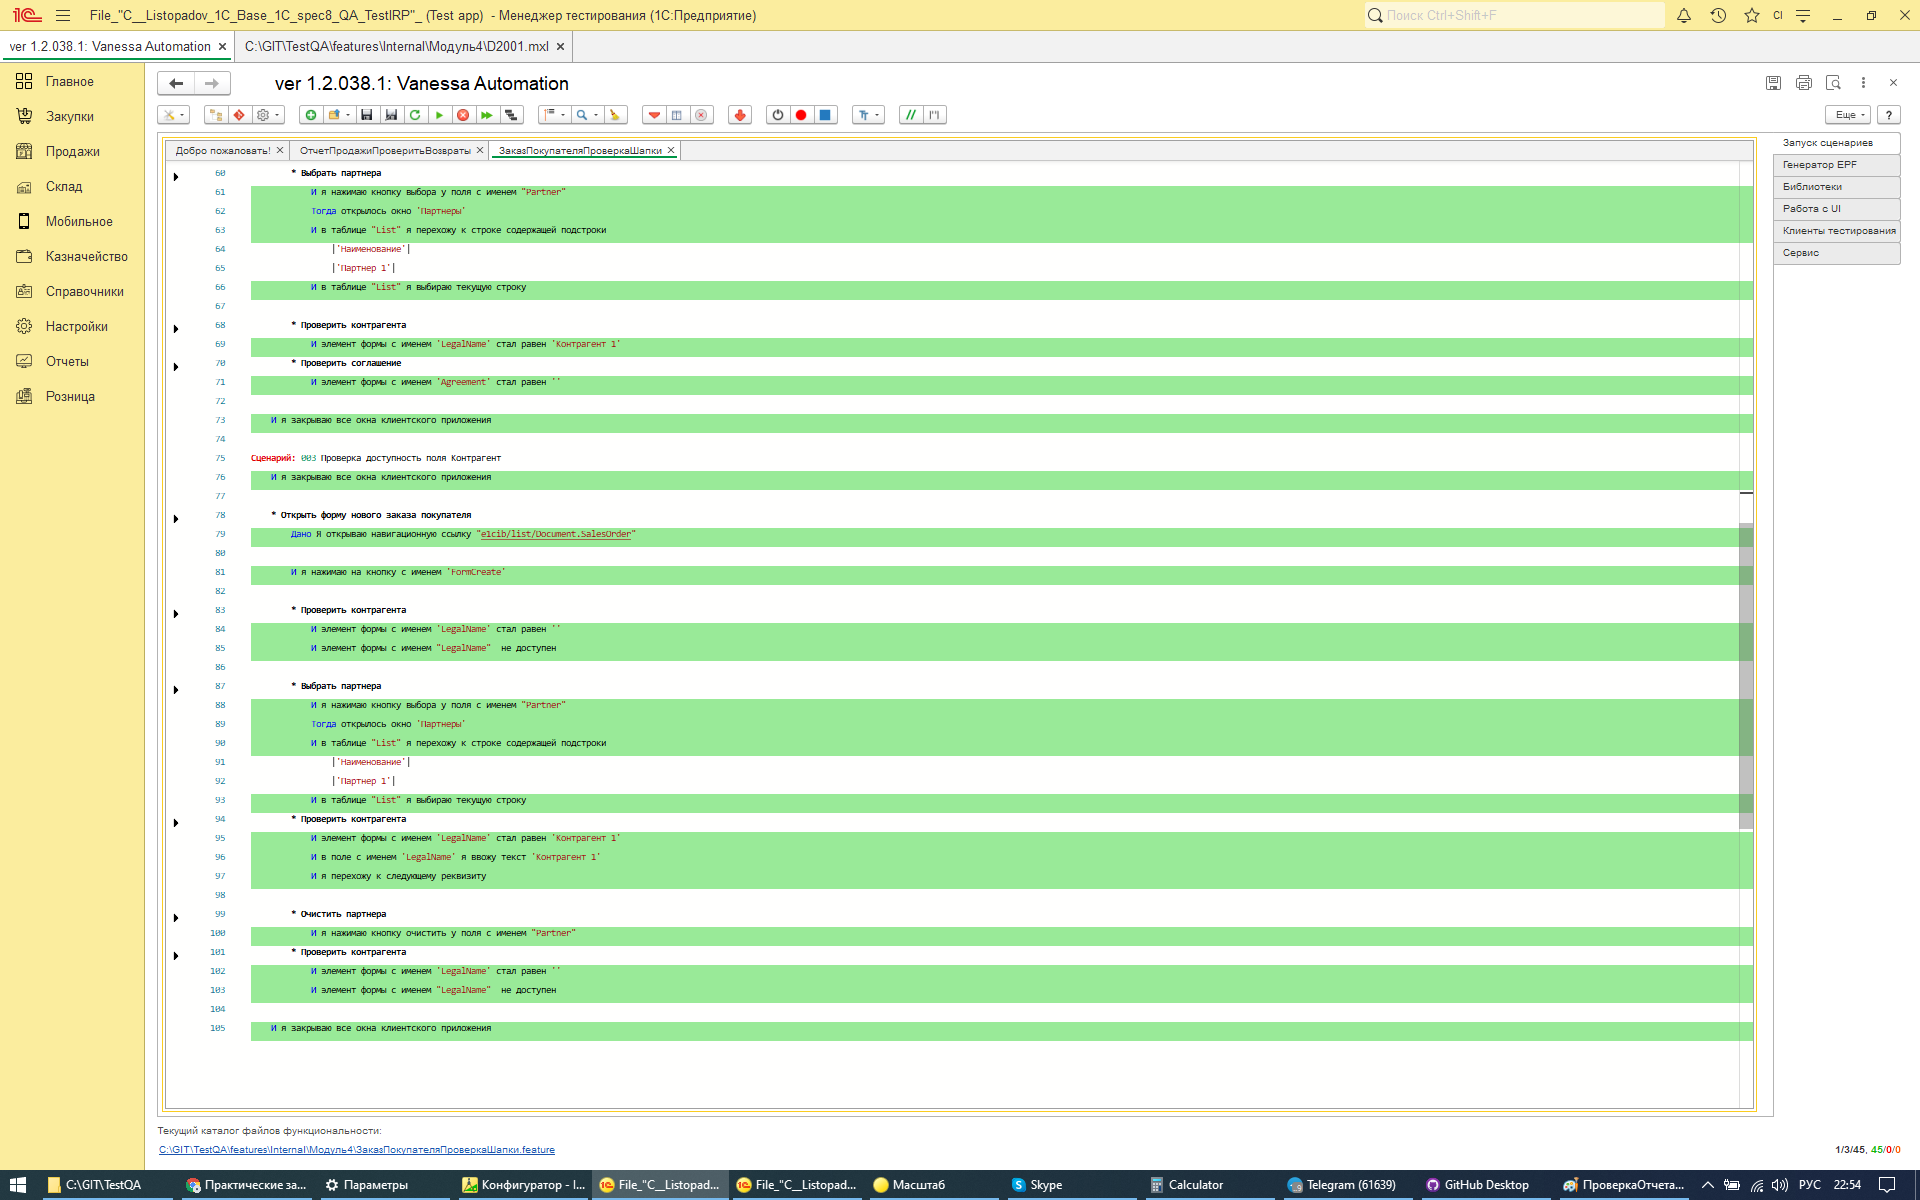 File_"C__Listopadov_1C_Base_1C_spec8_QA_TestIRP"_ (Test app) - Менеджер тестирования (1С:Предприятие)
Поиск Ctrl+Shift+F
CI
ver 1.2.038.1: Vanessa Automation ×
C:\GIT\TestQA\features\Internal\Модуль4\D2001.mxl ×
Главное
Закупки
Продажи
Склад
Мобильное
Казначейство
Справочники
Настройки
Отчеты
Розница
ver 1.2.038.1: Vanessa Automation
Еще
?
Добро пожаловать! ×
ОтчетПродажиПроверитьВозвраты ×
ЗаказПокупателяПроверкаШапки ×
60 * Выбрать партнера
61 И я нажимаю кнопку выбора у поля с именем "Partner"
62 Тогда открылось окно 'Партнеры'
63 И в таблице "List" я перехожу к строке содержащей подстроки
64 |'Наименование'|
65 |'Партнер 1'|
66 И в таблице "List" я выбираю текущую строку
67
68 * Проверить контрагента
69 И элемент формы с именем 'LegalName' стал равен 'Контрагент 1'
70 * Проверить соглашение
71 И элемент формы с именем 'Agreement' стал равен ''
72
73 И я закрываю все окна клиентского приложения
74
75 Сценарий: 003 Проверка доступность поля Контрагент
76 И я закрываю все окна клиентского приложения
77
78 * Открыть форму нового заказа покупателя
79 Дано Я открываю навигационную ссылку "e1cib/list/Document.SalesOrder"
80
81 И я нажимаю на кнопку с именем 'FormCreate'
82
83 * Проверить контрагента
84 И элемент формы с именем 'LegalName' стал равен ''
85 И элемент формы с именем "LegalName" не доступен
86
87 * Выбрать партнера
88 И я нажимаю кнопку выбора у поля с именем "Partner"
89 Тогда открылось окно 'Партнеры'
90 И в таблице "List" я перехожу к строке содержащей подстроки
91 |'Наименование'|
92 |'Партнер 1'|
93 И в таблице "List" я выбираю текущую строку
94 * Проверить контрагента
95 И элемент формы с именем 'LegalName' стал равен 'Контрагент 1'
96 И в поле с именем 'LegalName' я ввожу текст 'Контрагент 1'
97 И я перехожу к следующему реквизиту
98
99 * Очистить партнера
100 И я нажимаю кнопку очистить у поля с именем "Partner"
101 * Проверить контрагента
102 И элемент формы с именем 'LegalName' стал равен ''
103 И элемент формы с именем "LegalName" не доступен
104
105 И я закрываю все окна клиентского приложения
Запуск сценариев
Генератор EPF
Библиотеки
Работа с UI
Клиенты тестирования
Сервис
Текущий каталог файлов функциональности:
C:\GIT\TestQA\features\Internal\Модуль4\ЗаказПокупателяПроверкаШапки.feature
1/3/45, 45/0/0
C:\GIT\TestQA
Практические за...
Параметры
Конфигуратор - I...
File_"C__Listopad...
File_"C__Listopad...
Масштаб
Skype
Calculator
Telegram (61639)
GitHub Desktop
ПроверкаОтчета...
РУС
22:54